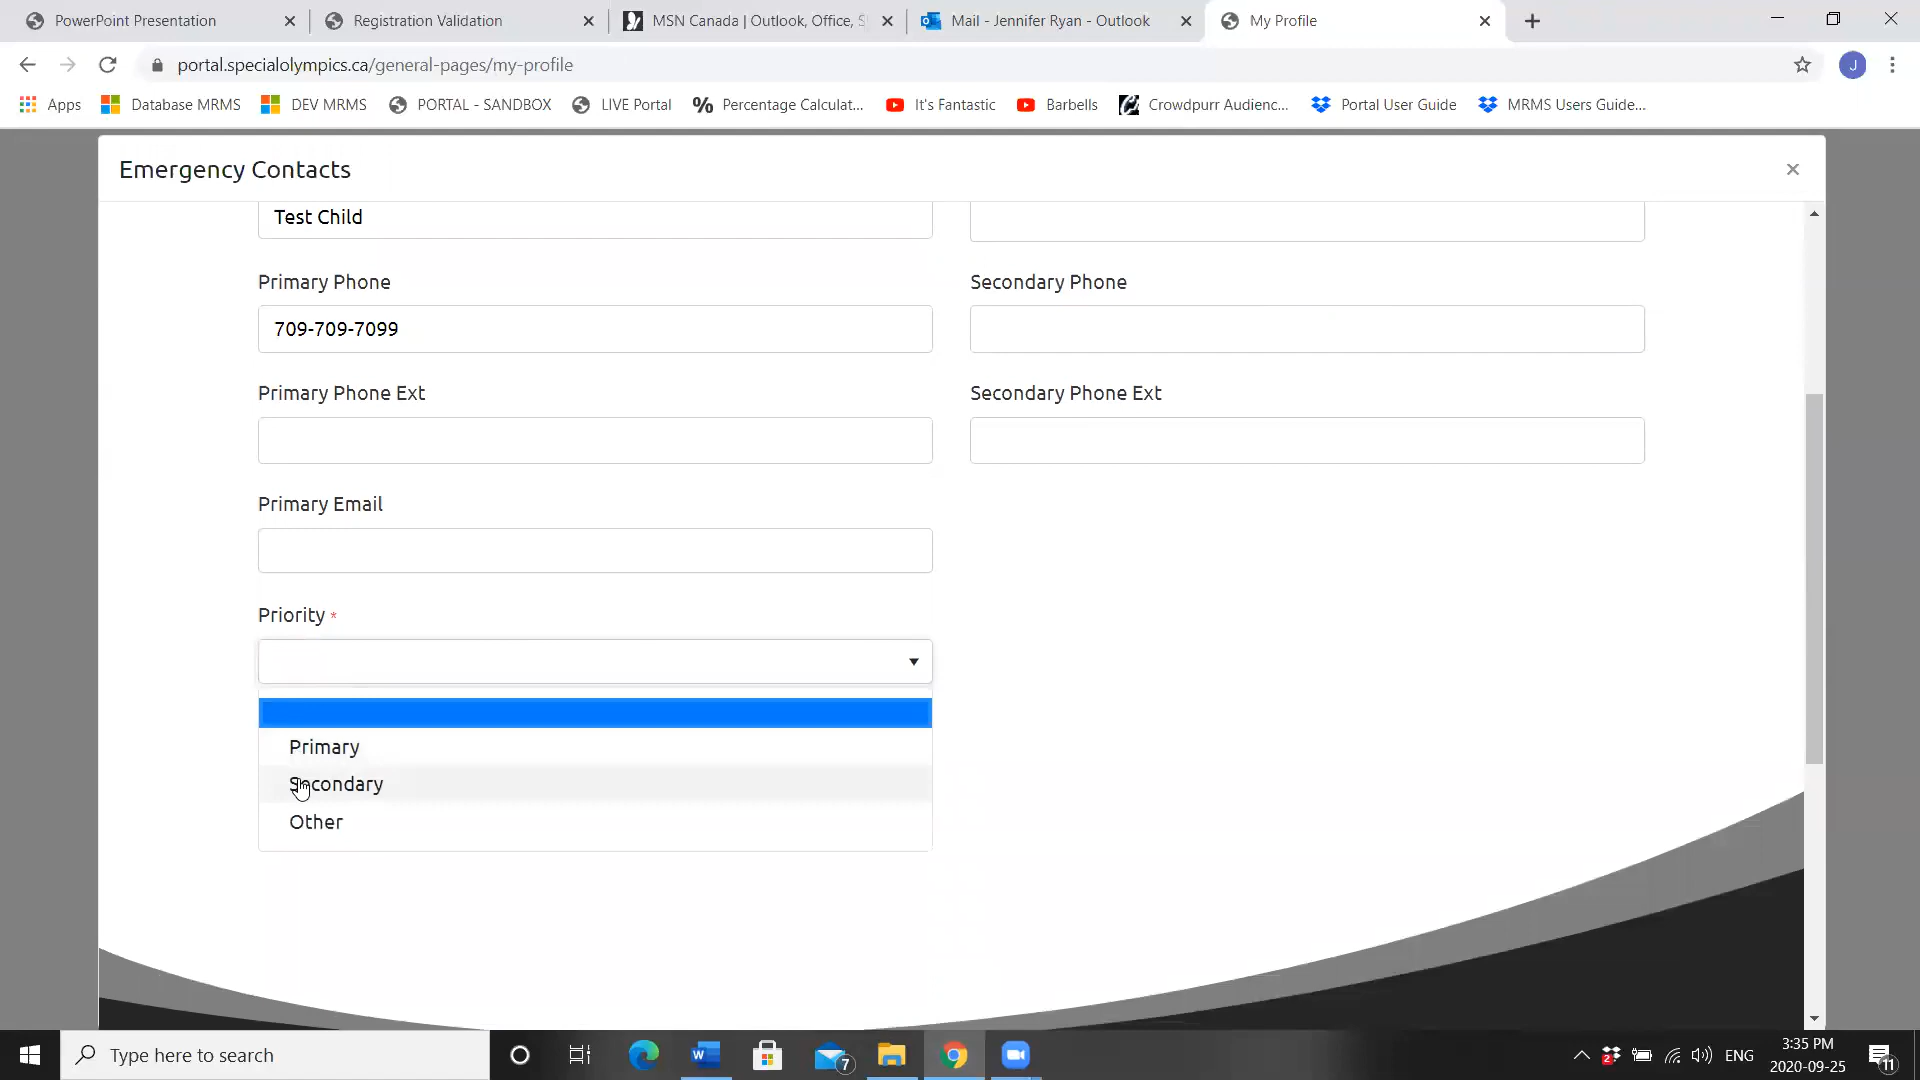 PowerPoint Presentation
Registration Validation
MSN Canada | Outlook, Office, S
Mail - Jennifer Ryan - Outlook
My Profile
portal.specialolympics.ca/general-pages/my-profile
J
Apps
Database MRMS
DEV MRMS
PORTAL - SANDBOX
LIVE Portal
Percentage Calculat...
It's Fantastic
Barbells
Crowdpurr Audienc...
Portal User Guide
MRMS Users Guide...
Emergency Contacts
Test Child
Primary Phone
Secondary Phone
709-709-7099
Primary Phone Ext
Secondary Phone Ext
Primary Email
Priority *
Primary
Secondary
Other
Type here to search
7
2
ENG
3:35 PM
2020-09-25
11